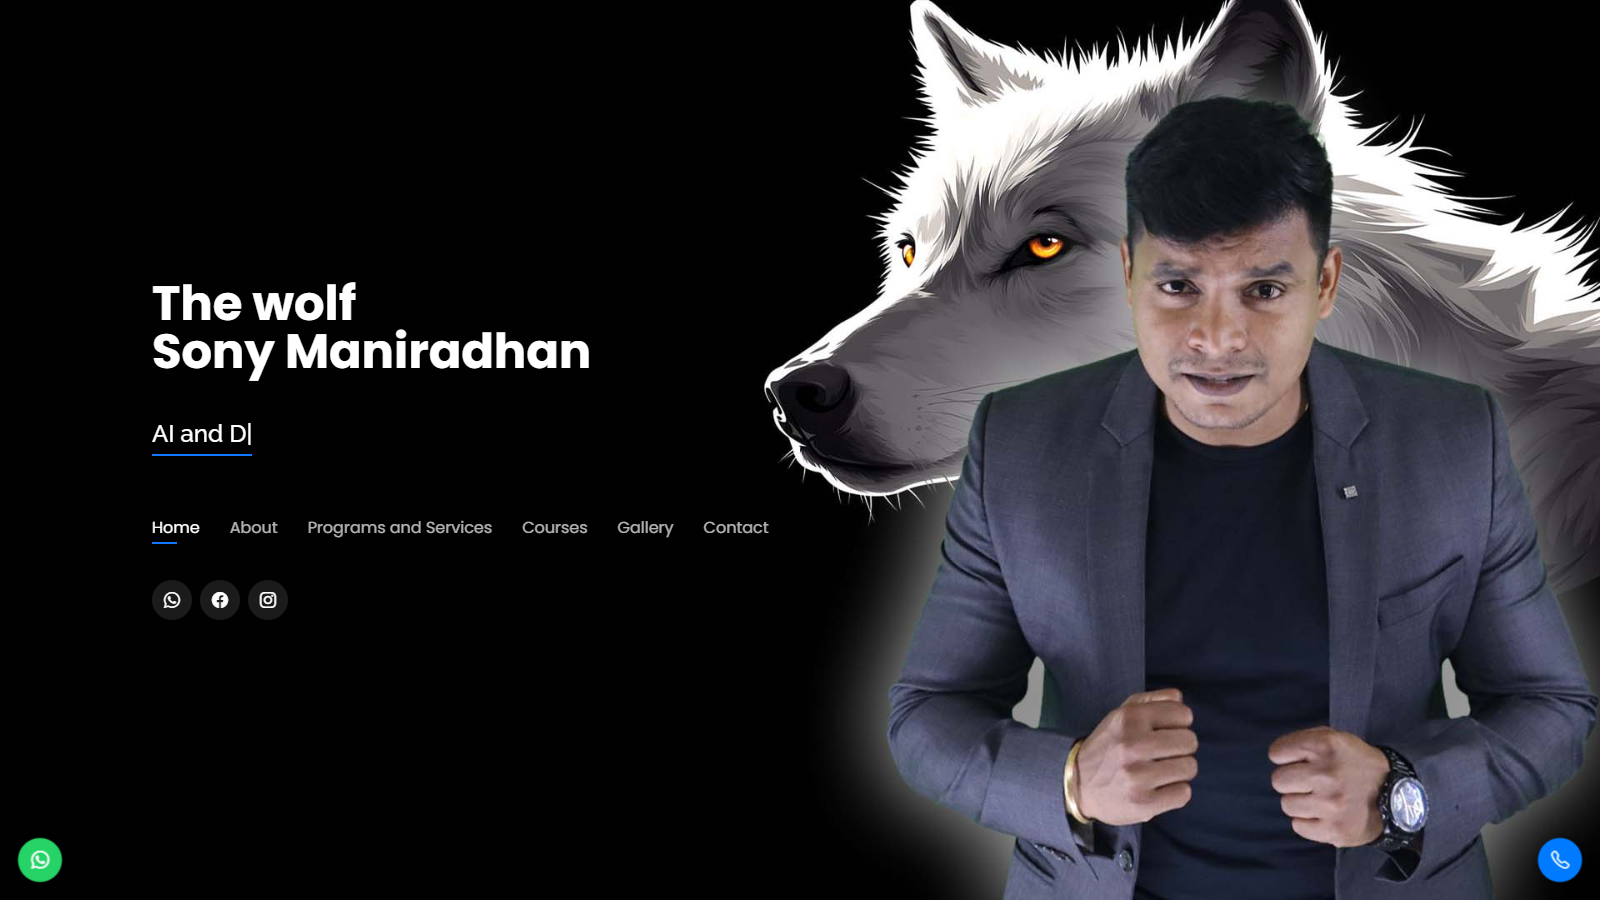 The wolf
Sony Maniradhan
AI and D
Home About Programs and Services Courses Gallery Contact